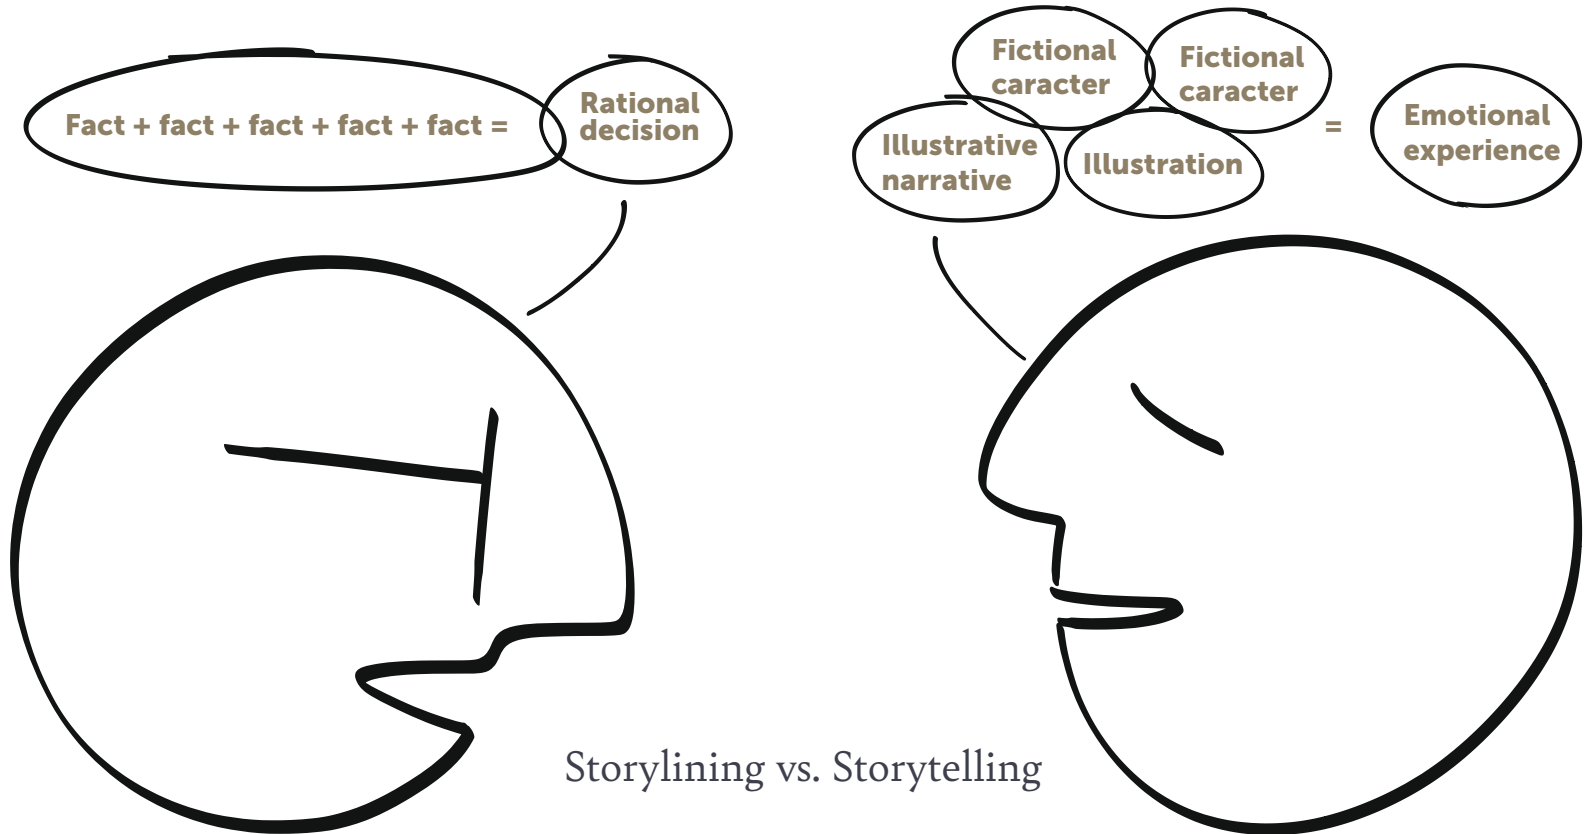 Fact + fact + fact + fact + fact =
Rational
decision
Fictional
caracter
Fictional
caracter
Illustrative
narrative
Illustration
=
Emotional
experience
Storylining vs. Storytelling